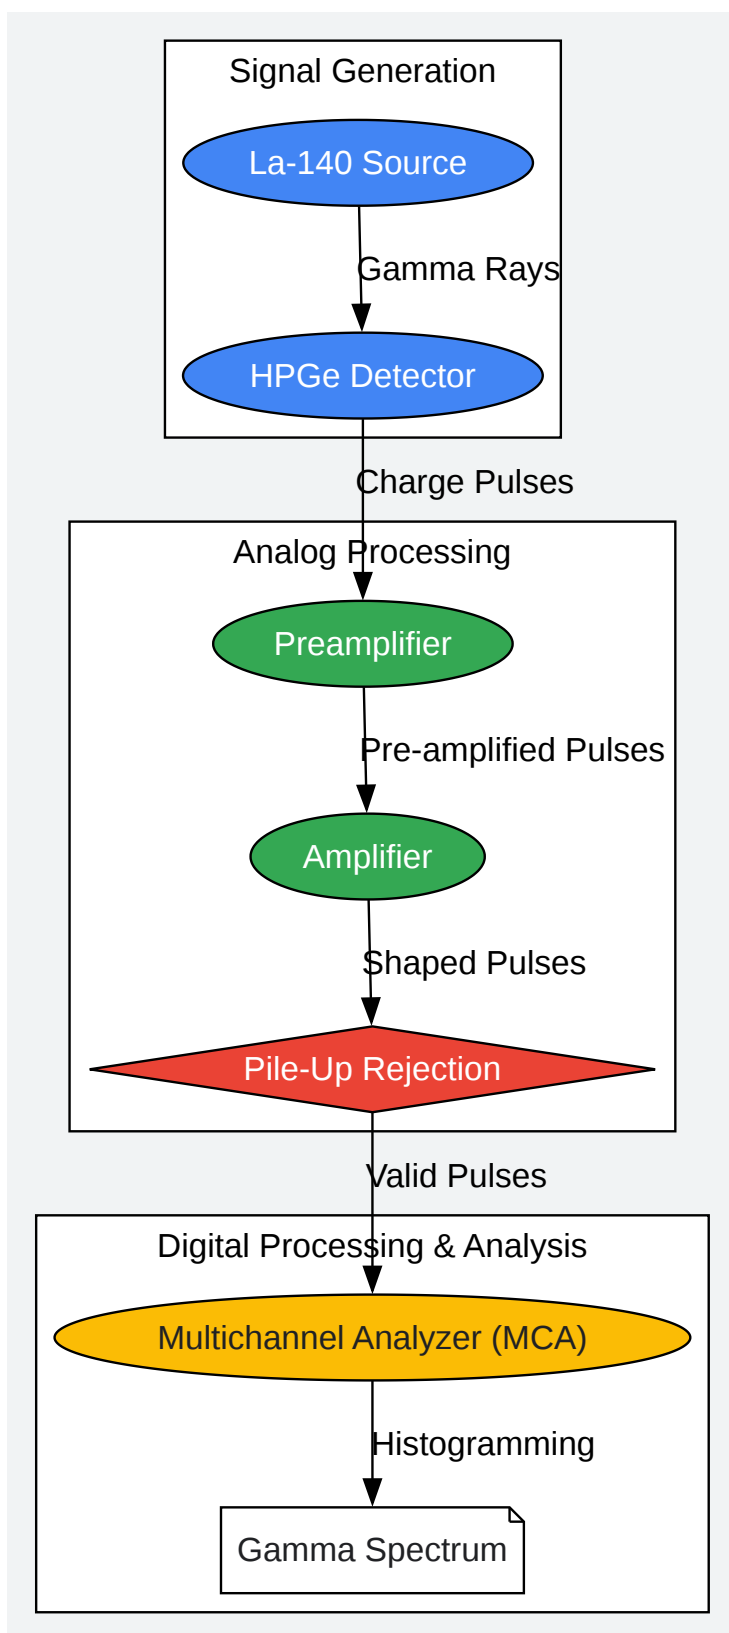 Signal Generation
La-140 Source
Gamma Rays
HPGe Detector
Charge Pulses
Analog Processing
Preamplifier
Pre-amplified Pulses
Amplifier
Shaped Pulses
Pile-Up Rejection
Valid Pulses
Digital Processing & Analysis
Multichannel Analyzer (MCA)
Histogramming
Gamma Spectrum